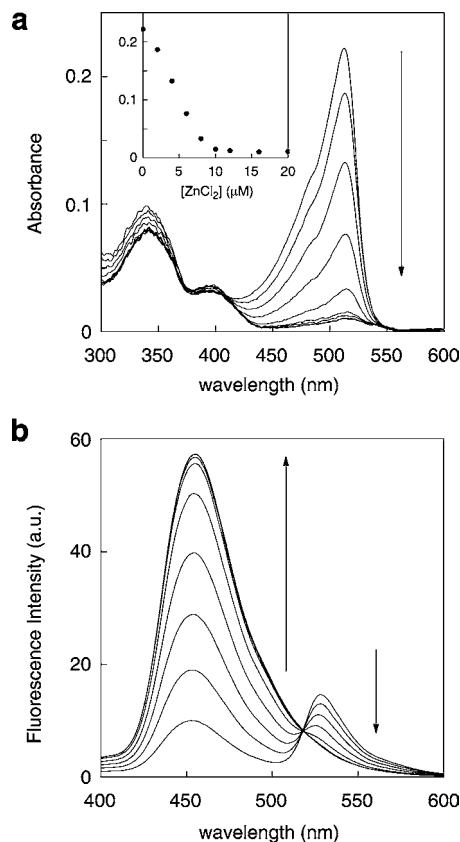 a
0.2
0.1
0
Absorbance
0.2
0.1
0
0 5 10 15 20
[ZnCl₂] (μM)
300 350 400 450 500 550 600
wavelength (nm)
b
60
40
20
0
Fluorescence Intensity (a.u.)
400 450 500 550 600
wavelength (nm)